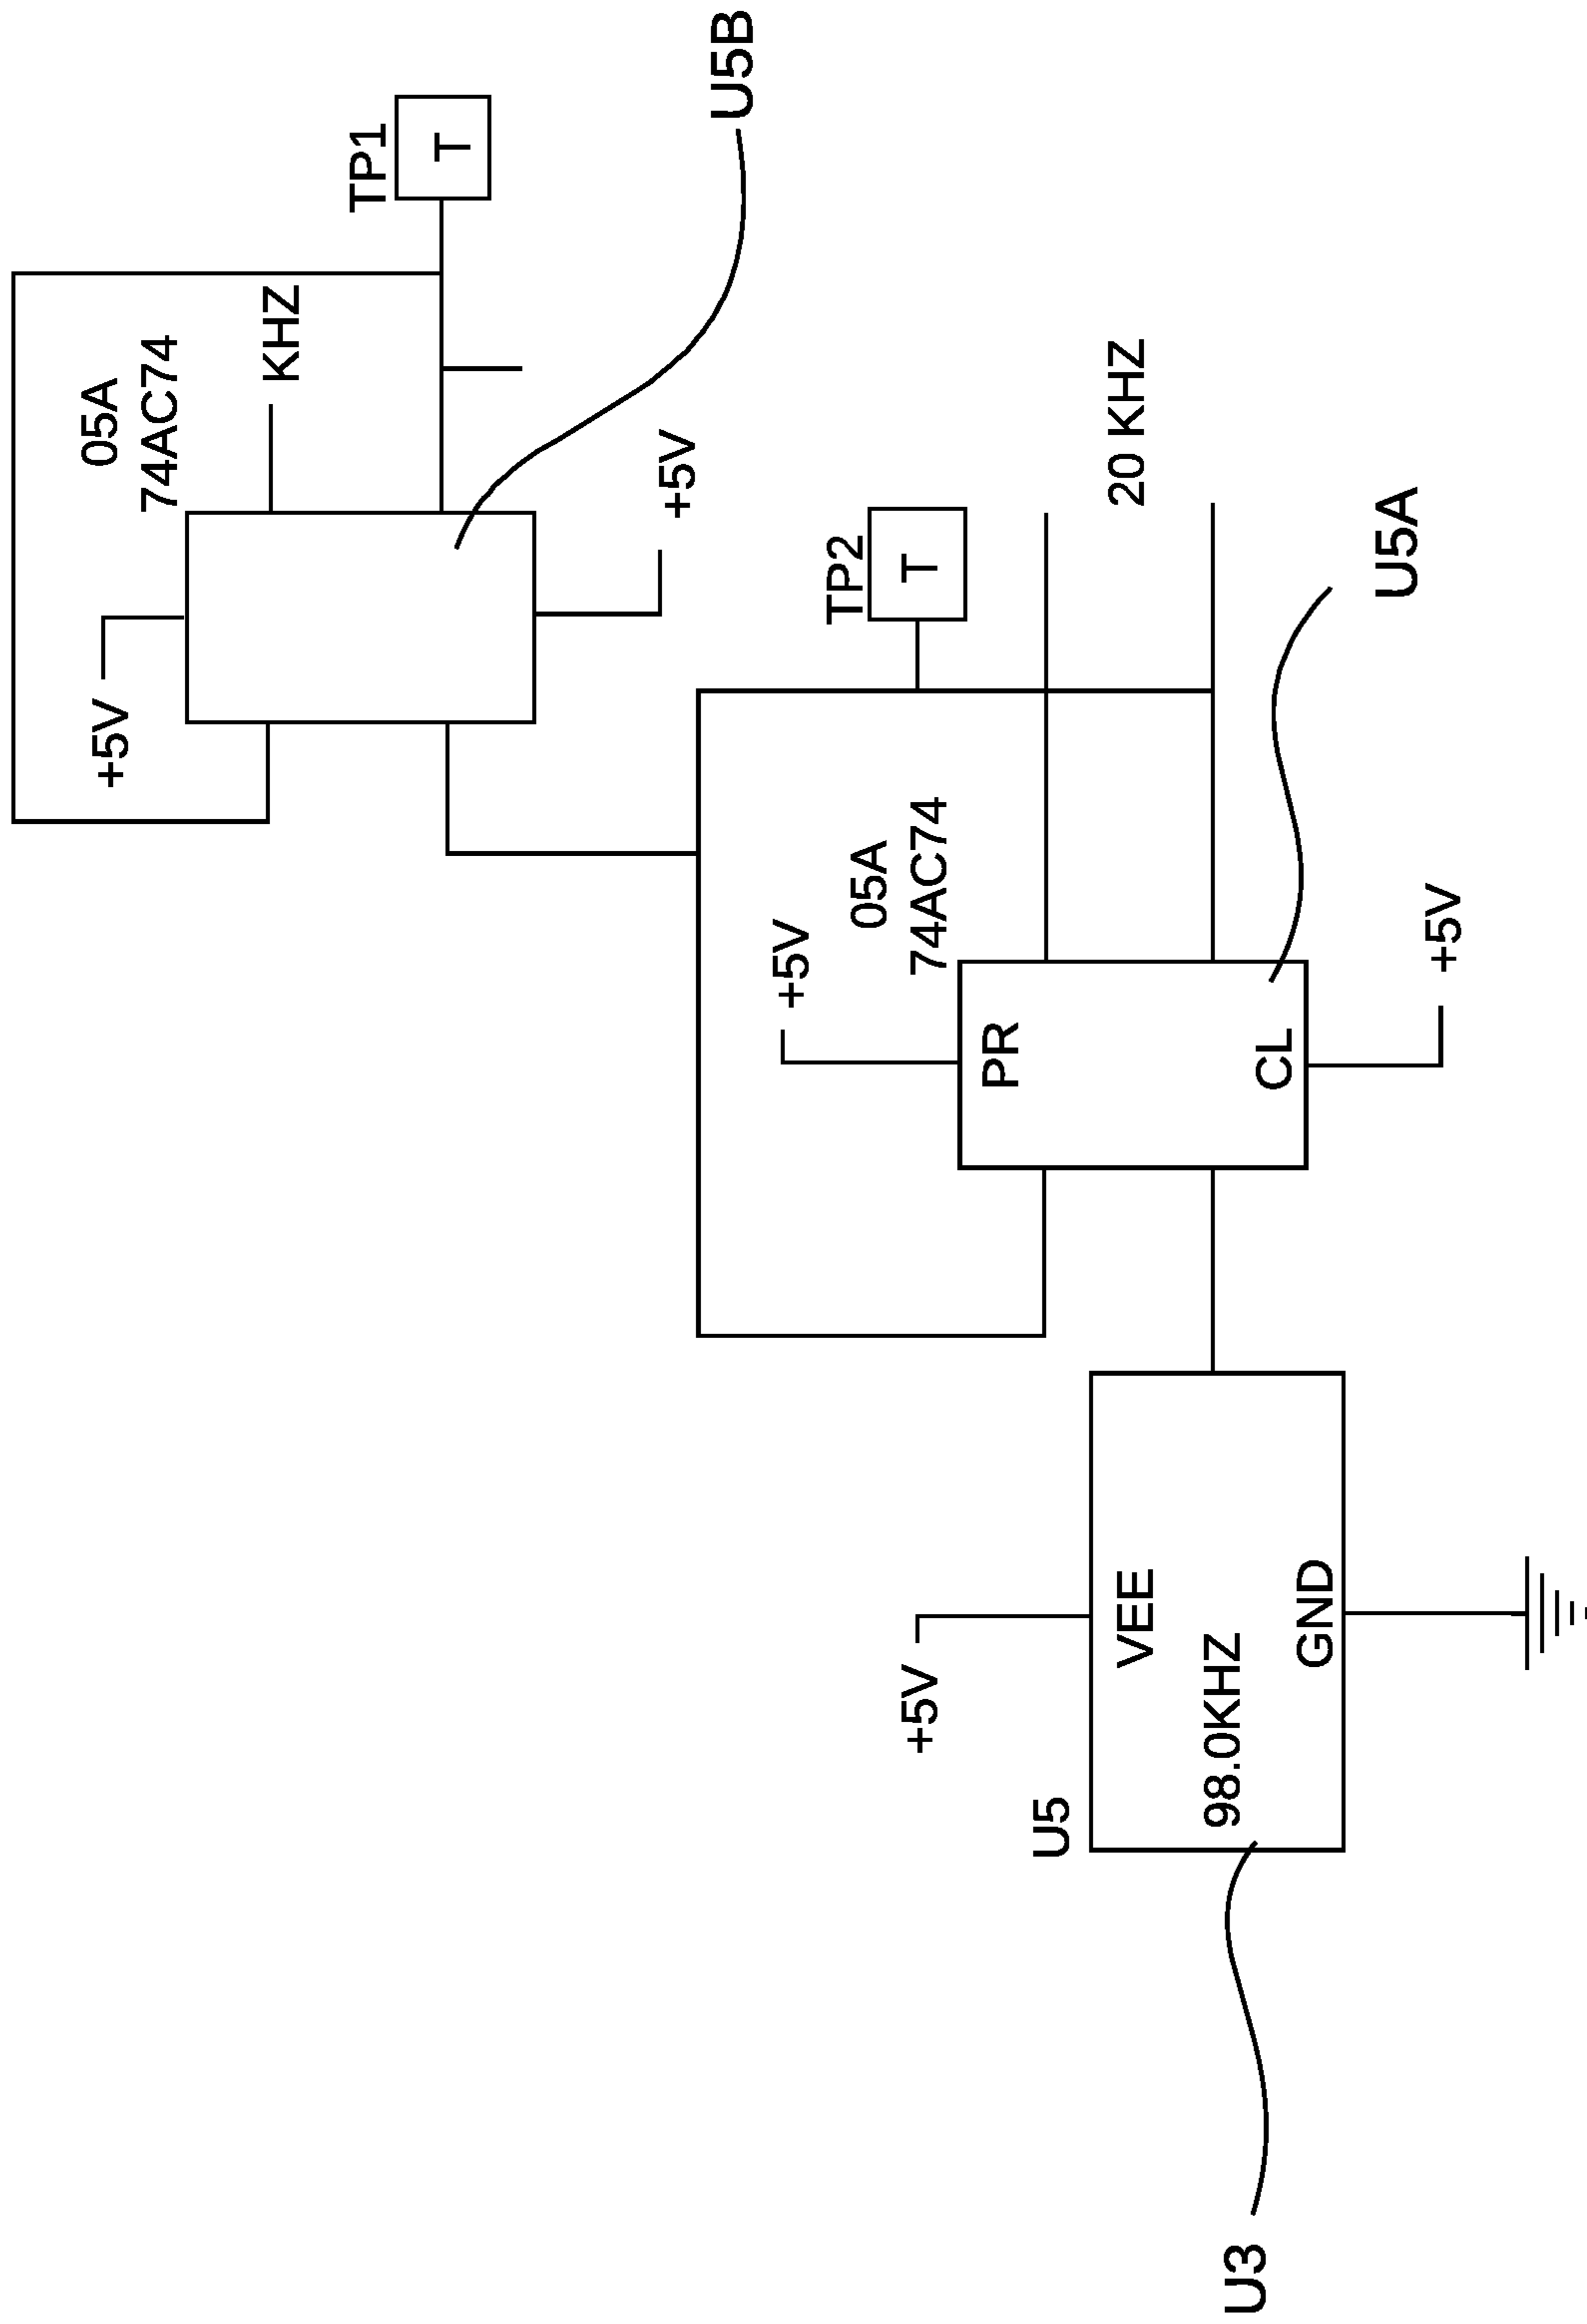 U5B
TP1
T
KHZ
05A
74AC74
+5V
+5V
20 KHZ
U5A
TP2
T
05A
74AC74
+5V
+5V
PR
CL
VEE
GND
98.0KHZ
+5V
U5
U3